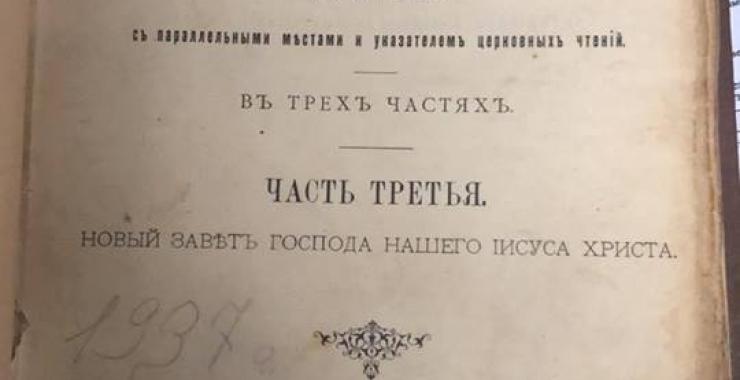 съ параллельными мѣстами и указателемъ церковныхъ чтеній.
ВЪ ТРЕХЪ ЧАСТЯХЪ.
ЧАСТЬ ТРЕТЬЯ.
НОВЫЙ ЗАВѢТЪ ГОСПОДА НАШЕГО ІИСУСА ХРИСТА.
1937 г